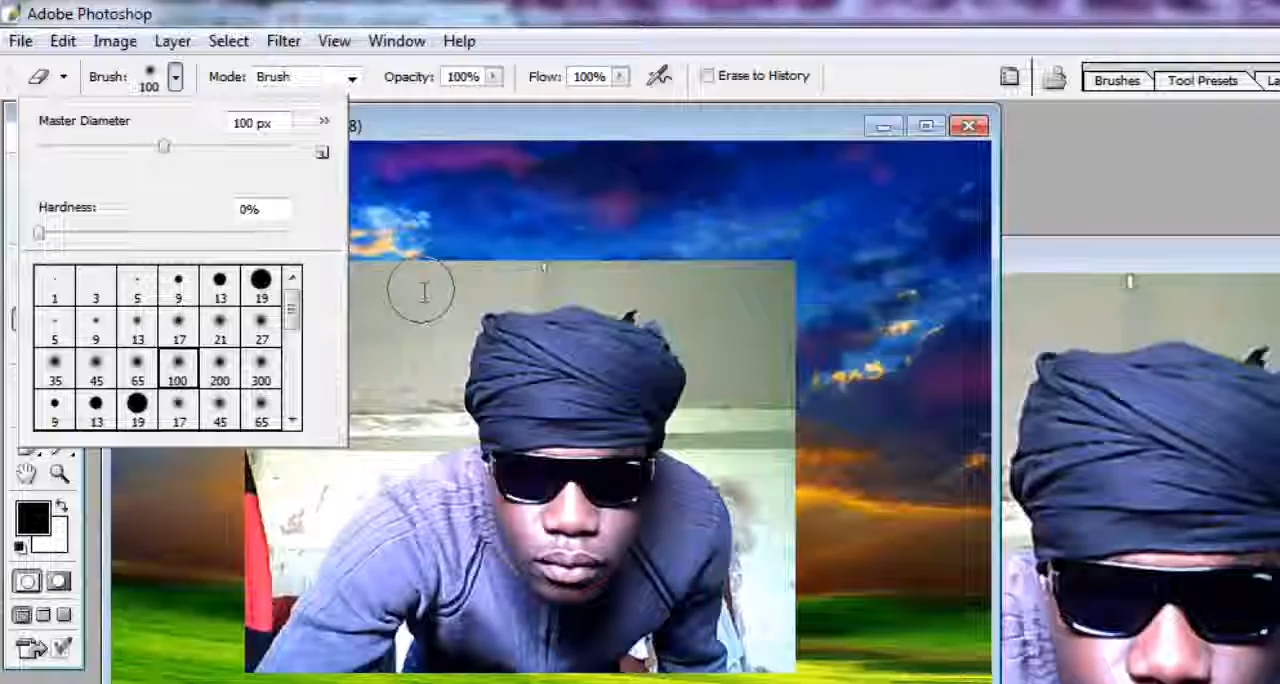 Adobe Photoshop
File Edit Image Layer Select Filter View Window Help
Brush: 100 Mode: Brush Opacity: 100% Flow: 100% Erase to History Brushes Tool Presets La
Master Diameter 100 px >>
8)
Hardness: 0%
1 3 5 9 13 19
5 9 13 17 21 27
35 45 65 100 200 300
9 13 19 17 45 65